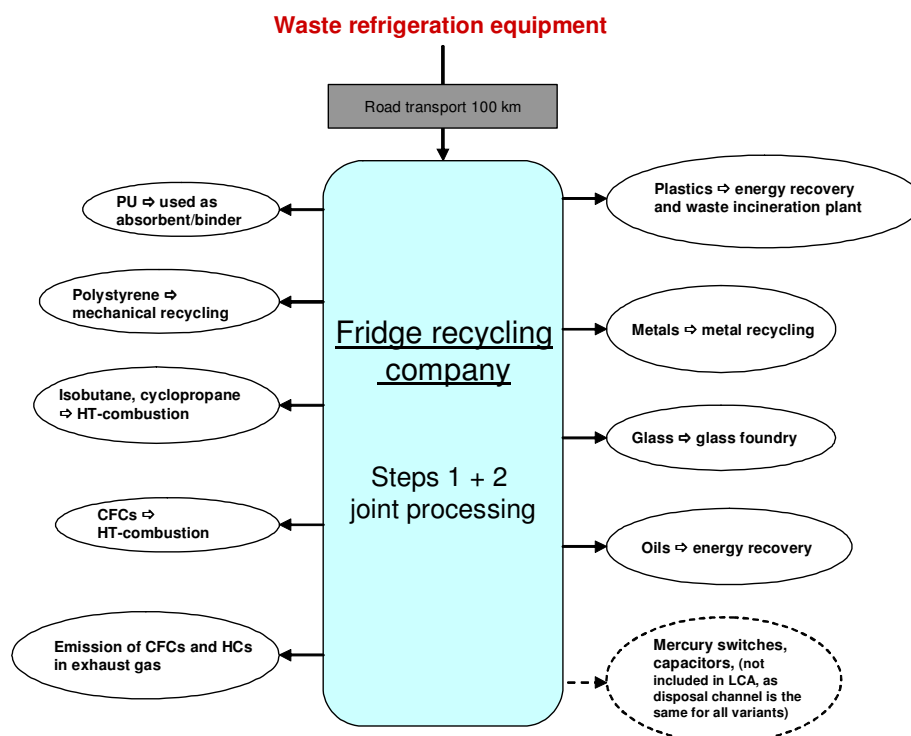 Waste refrigeration equipment
Road transport 100 km
PU ⇨ used as
absorbent/binder
Polystyrene ⇨
mechanical recycling
Isobutane, cyclopropane
⇨ HT-combustion
CFCs ⇨
HT-combustion
Emission of CFCs and HCs
in exhaust gas
Fridge recycling
company
Steps 1 + 2
joint processing
Plastics ⇨ energy recovery
and waste incineration plant
Metals ⇨ metal recycling
Glass ⇨ glass foundry
Oils ⇨ energy recovery
Mercury switches,
capacitors, (not
included in LCA, as
disposal channel is the
same for all variants)